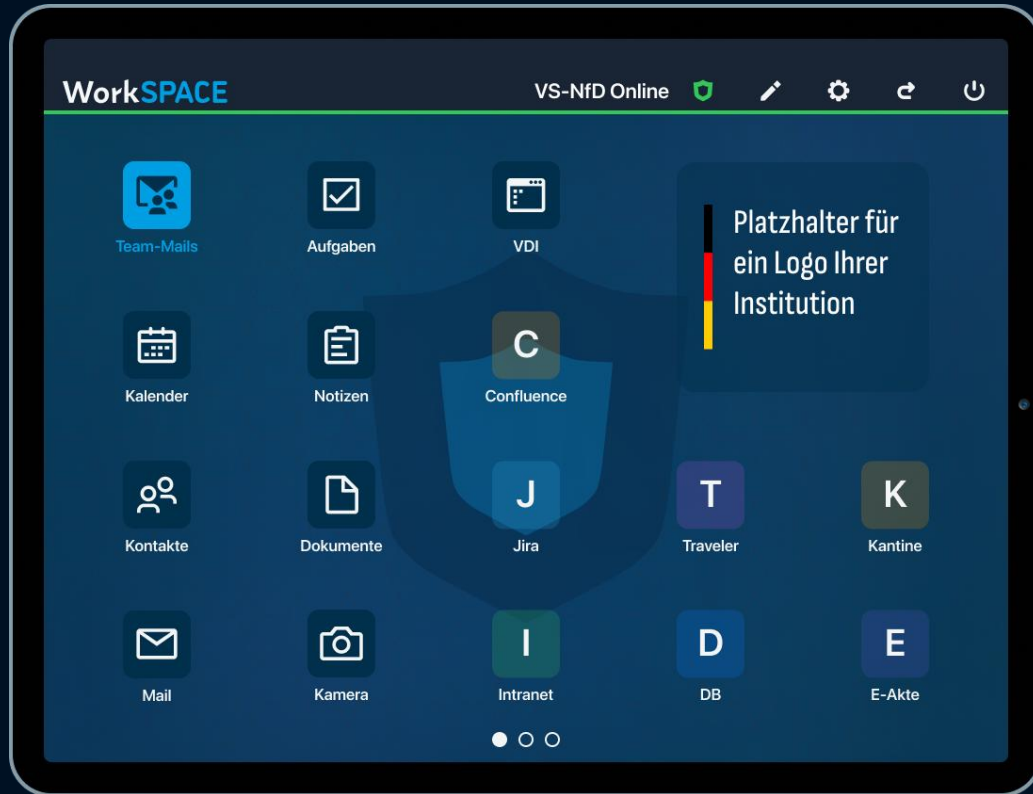 WorkSPACE
VS-NfD Online
Team-Mails
Aufgaben
VDI
Platzhalter für
ein Logo Ihrer
Institution
Kalender
Notizen
C
Confluence
Kontakte
Dokumente
J
Jira
T
Traveler
K
Kantine
Mail
Kamera
I
Intranet
D
DB
E
E-Akte